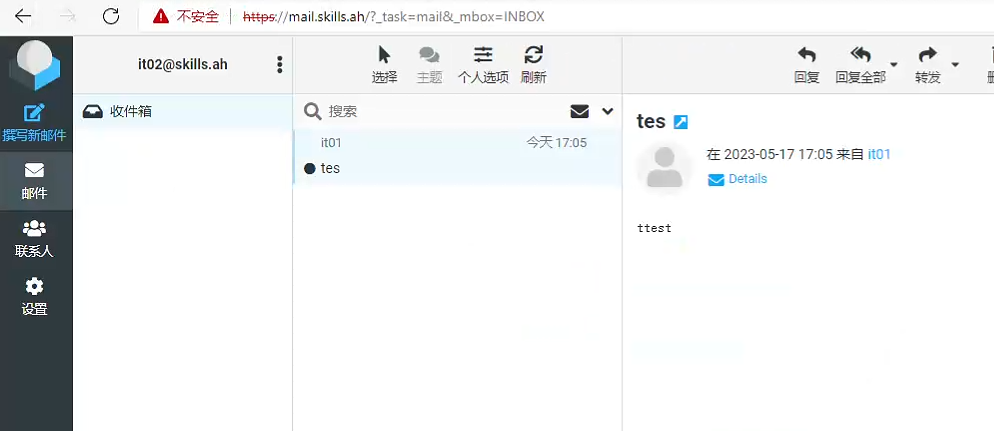 不安全 https://mail.skills.ah/?_task=mail&_mbox=INBOX
it02@skills.ah
选择 主题 个人选项 刷新
回复 回复全部 转发
撰写新邮件
收件箱
搜索
it01 今天 17:05
tes
邮件
联系人
设置
tes
在 2023-05-17 17:05 来自 it01
Details
ttest